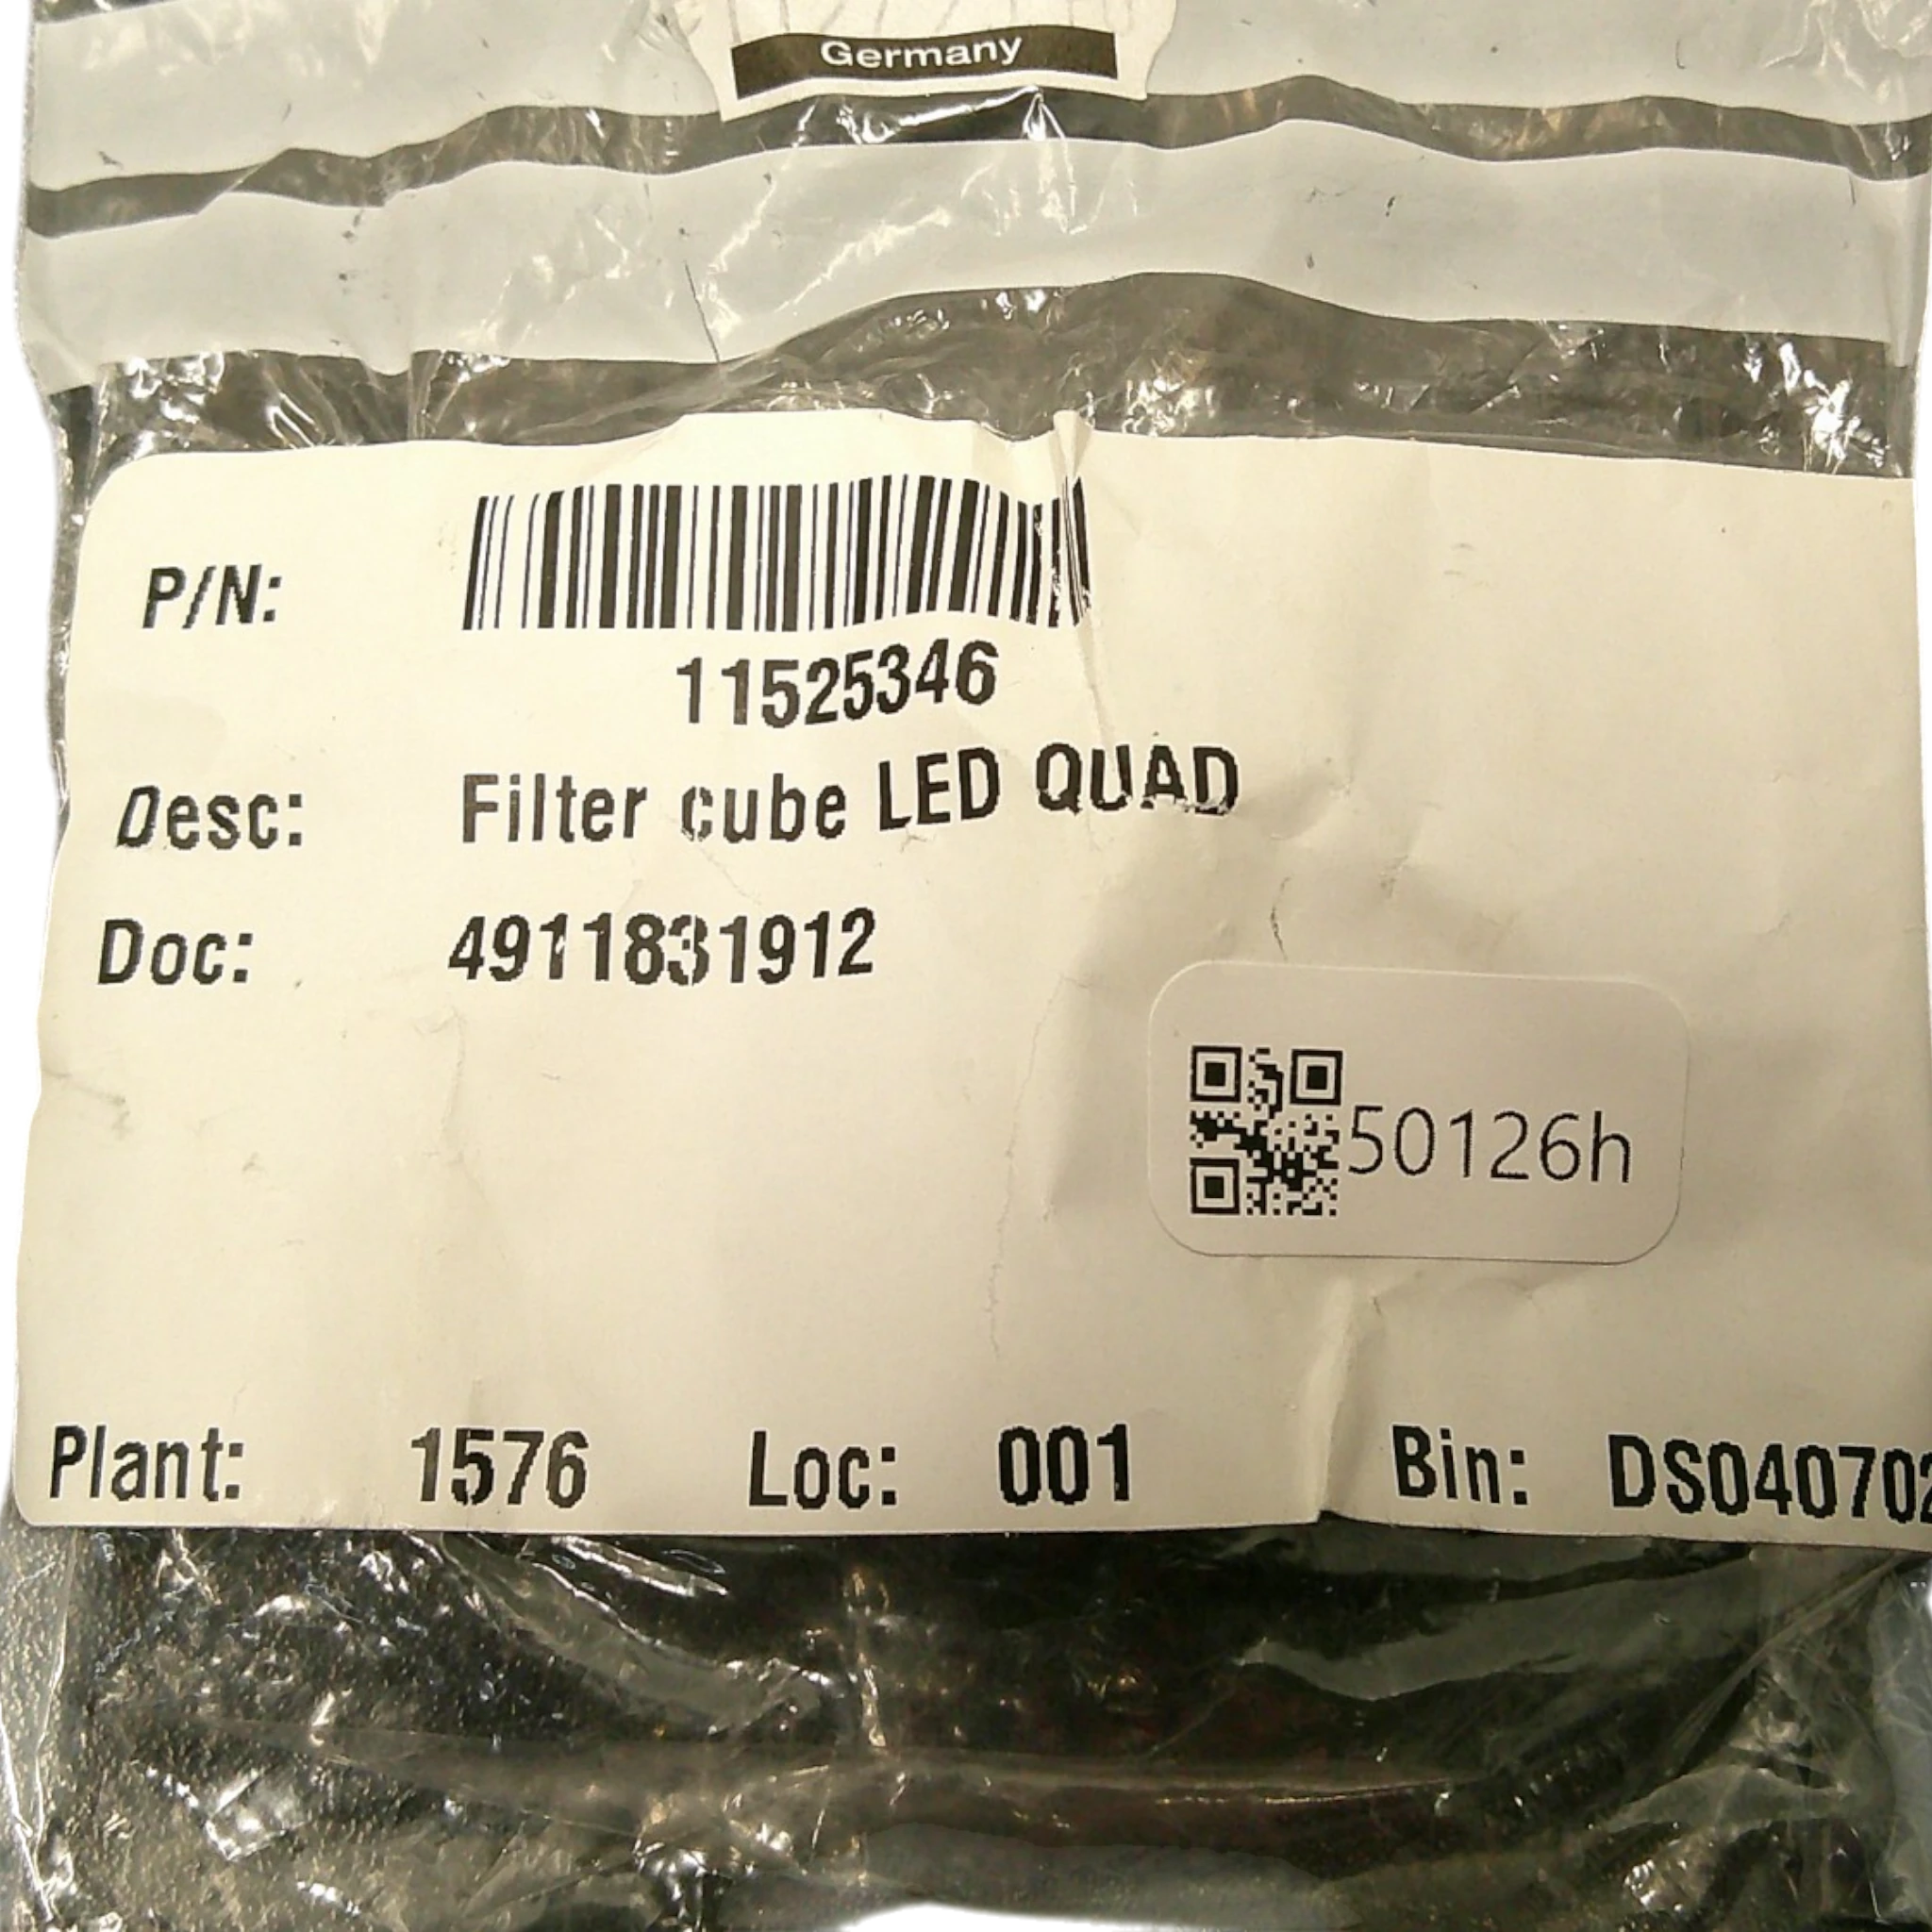 Germany
P/N:
11525346
Desc: Filter cube LED QUAD
Doc: 4911831912
50126h
Plant: 1576 Loc: 001 Bin: DS040702